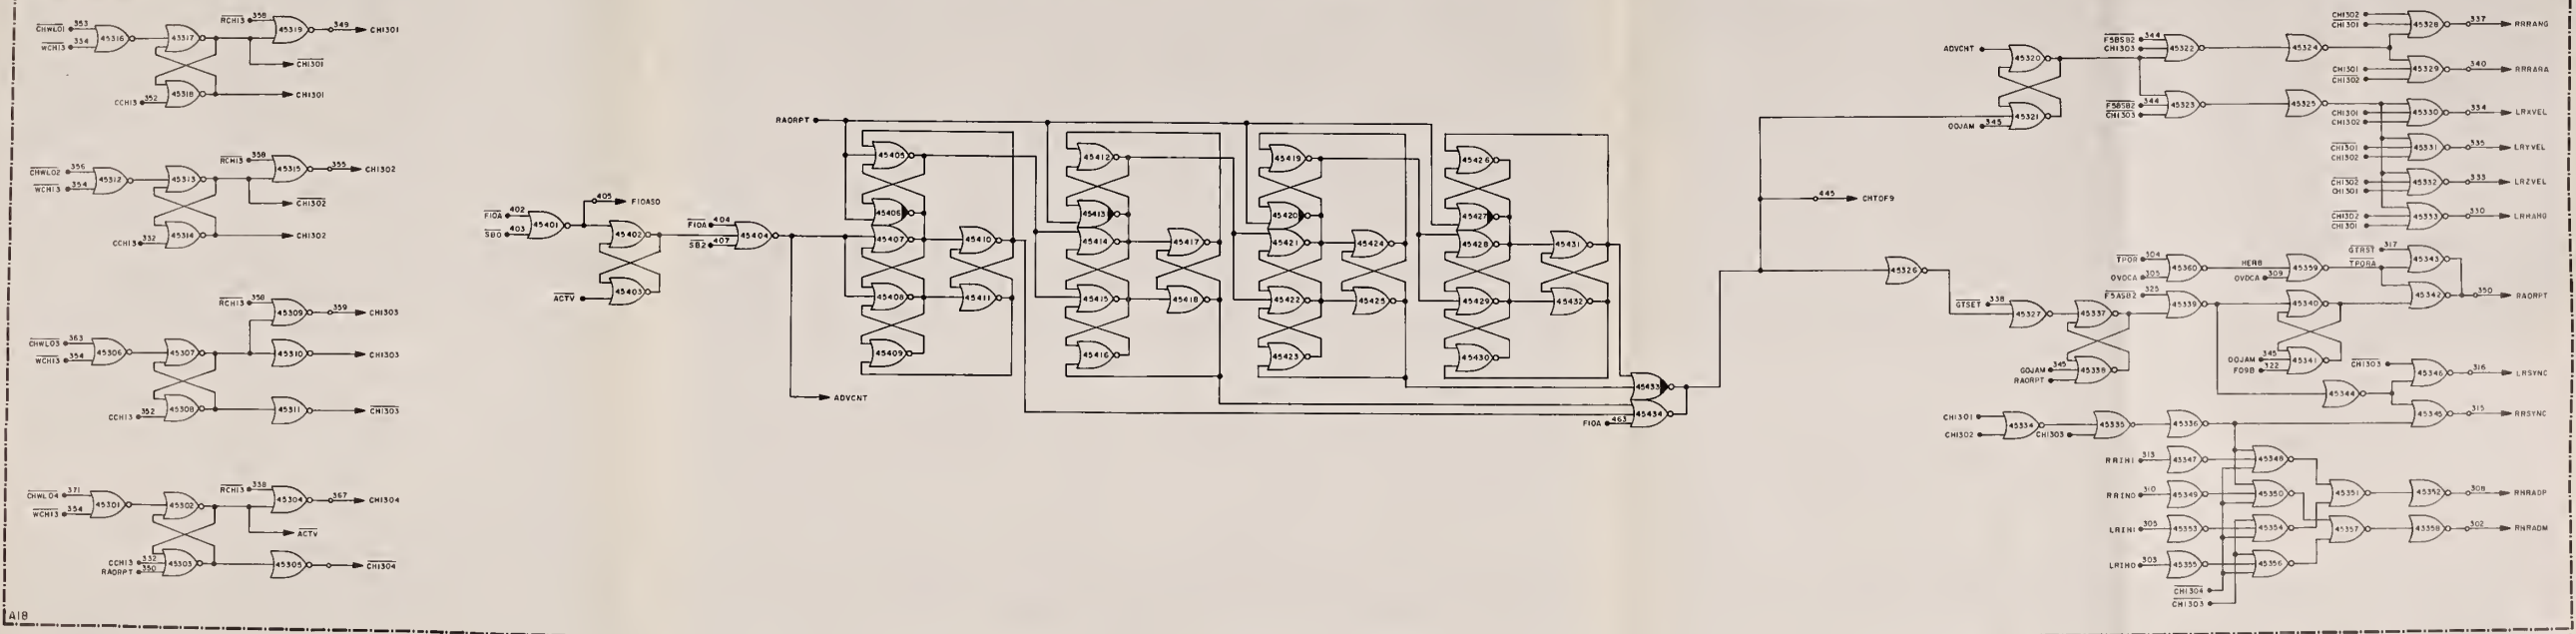 CHWL01 353
WCH13 354
45316
45317
RCH13 358
45319
349 CH1301
CH1301
45318
CCH13 352
CH1301
CHWL02 356
WCH13 354
45312
45313
RCH13 358
45315
355 CH1302
CH1302
45314
CCH13 332
CH1302
RCH13 358
45309
359 CH1303
CHWL03 363
WCH13 354
45306
45307
45310
CH1303
45308
CCH13 352
45311
CH1303
CHWL04 371
WCH13 354
45301
45302
RCH13 338
45304
367 CH1304
ACTV
CCH13 332
RADRPT 350
45303
45305
CH1304
A18
F10A 402
SB0 403
45401
405 F10AS0
45402
45403
ACTV
F10A 404
SB2 407
45404
ADVCNT
RADRPT
45405
45406
45407
45408
45409
45410
45411
45412
45413
45414
45415
45416
45417
45418
45419
45420
45421
45422
45423
45424
45425
45426
45427
45428
45429
45430
45431
45432
45433
45434
F10A 463
445 CNTOF9
ADVCNT
45320
45321
GOJAM 345
F5BSB2 344
CH1303
45322
45324
F5BSB2 344
CH1303
45323
45325
CH1302
CH1301
45328
337 RRRANG
CH1301
CH1302
45329
340 RRRARA
CH1301
CH1302
45330
334 LRXVEL
CH1301
CH1302
45331
335 LRYVEL
CH1302
CH1301
45332
333 LRZVEL
CH1302
CH1301
45333
330 LRRANG
45326
GTSET 338
45327
45337
45338
GOJAM 345
RADRPT
TPOR 304
OVDCA 305
45360
HERB
OVDCA 309
45359
GTRST 317
TPORA
45343
F5ASB2 325
45339
45340
45342
350 RADRPT
GOJAM 345
F09B 322
45341
CH1303
45346
316 LRSYNC
45344
45345
315 RRSYNC
CH1301
CH1302
45334
CH1303
45335
45336
RRIN1 313
45347
45348
RRIN0 310
45349
45350
45351
45352
308 RNRADP
LRIN1 305
45353
45354
45357
45358
302 RNRADM
LRIN0 303
45355
45356
CH1304
CH1303